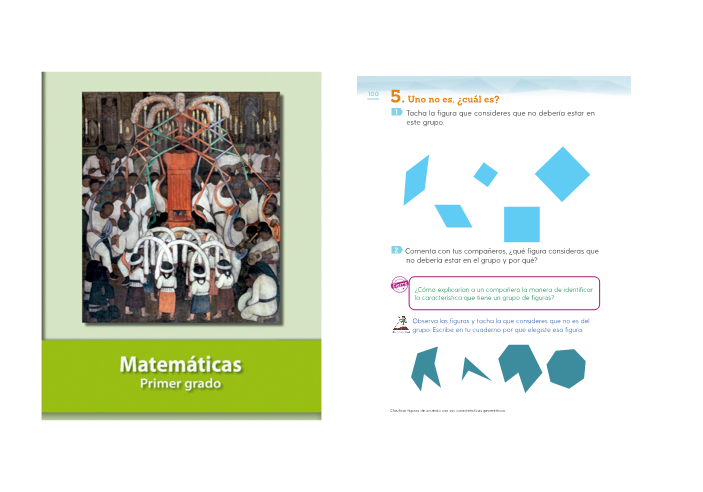 Matemáticas
Primer grado
100
5. Uno no es, ¿cuál es?
1 Tacha la figura que consideres que no debería estar en
este grupo.
2 Comenta con tus compañeros, ¿qué figura consideras que
no debería estar en el grupo y por qué?
Cierre
¿Cómo explicarían a un compañero la manera de identificar
la característica que tiene un grupo de figuras?
Observa las figuras y tacha la que consideres que no es del
grupo. Escribe en tu cuaderno por qué elegiste esa figura.
Clasificar figuras de acuerdo con sus características geométricas.